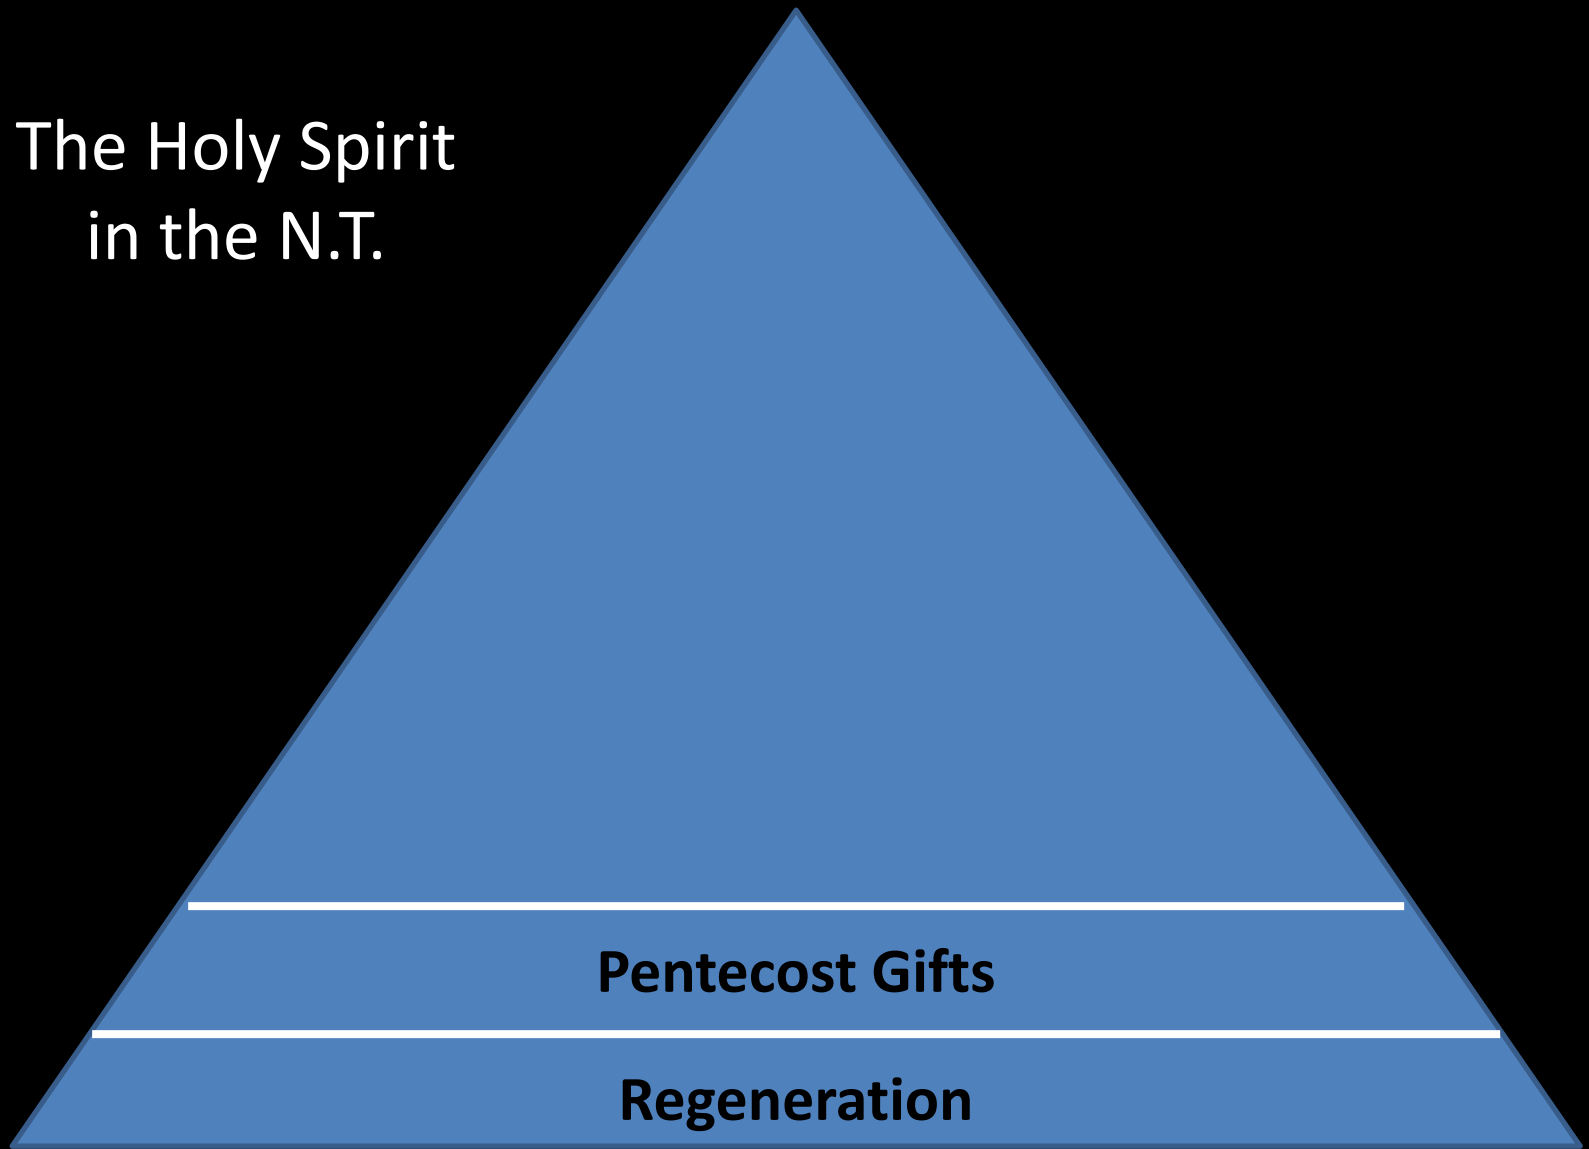 The Holy Spirit
in the N.T.
Pentecost Gifts
Regeneration